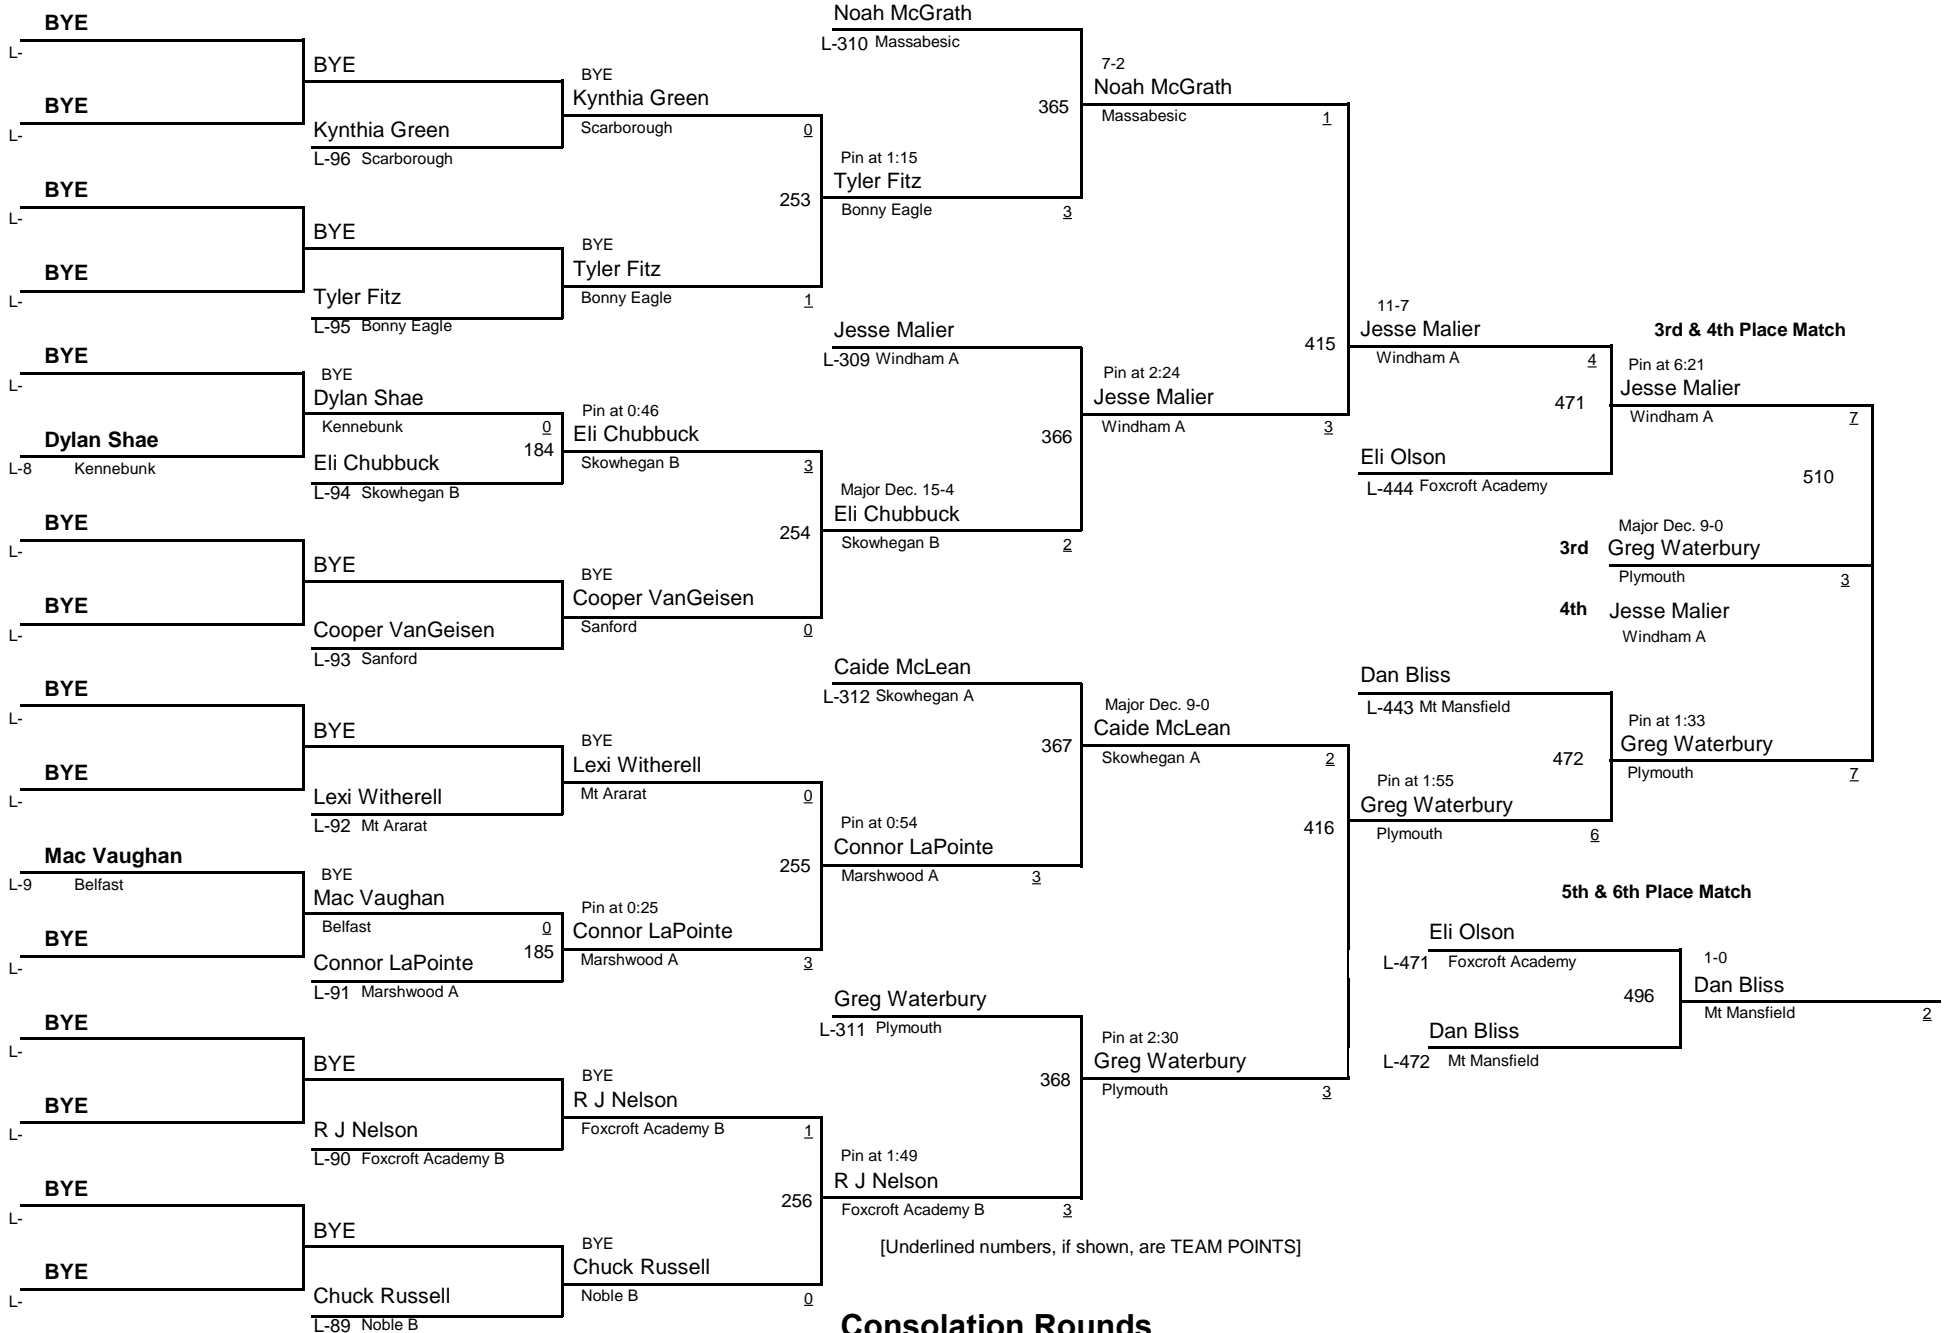 BYE
L-
BYE
L-
BYE
L-
BYE
L-
BYE
L-
Dylan Shae
L-8 Kennebunk
BYE
L-
BYE
L-
BYE
L-
BYE
L-
Mac Vaughan
L-9 Belfast
BYE
L-
BYE
L-
BYE
L-
BYE
L-
BYE
L-
BYE
Kynthia Green
L-96 Scarborough
BYE
Tyler Fitz
L-95 Bonny Eagle
BYE
Dylan Shae
Kennebunk 0
184
Eli Chubbuck
L-94 Skowhegan B
BYE
Cooper VanGeisen
L-93 Sanford
BYE
Lexi Witherell
L-92 Mt Ararat
BYE
Mac Vaughan
Belfast 0
185
Connor LaPointe
L-91 Marshwood A
BYE
R J Nelson
L-90 Foxcroft Academy B
BYE
Chuck Russell
L-89 Noble B
BYE
Kynthia Green
Scarborough 0
253
BYE
Tyler Fitz
Bonny Eagle 1
Pin at 0:46
Eli Chubbuck
Skowhegan B 3
254
BYE
Cooper VanGeisen
Sanford 0
BYE
Lexi Witherell
Mt Ararat 0
255
Pin at 0:25
Connor LaPointe
Marshwood A 3
BYE
R J Nelson
Foxcroft Academy B 1
256
BYE
Chuck Russell
Noble B 0
Noah McGrath
L-310 Massabesic
365
Pin at 1:15
Tyler Fitz
Bonny Eagle 3
Jesse Malier
L-309 Windham A
366
Major Dec. 15-4
Eli Chubbuck
Skowhegan B 2
Caide McLean
L-312 Skowhegan A
367
Pin at 0:54
Connor LaPointe
Marshwood A 3
Greg Waterbury
L-311 Plymouth
368
Pin at 1:49
R J Nelson
Foxcroft Academy B 3
7-2
Noah McGrath
Massabesic 1
415
Pin at 2:24
Jesse Malier
Windham A 3
Major Dec. 9-0
Caide McLean
Skowhegan A 2
416
Pin at 2:30
Greg Waterbury
Plymouth 3
11-7
Jesse Malier
Windham A 4
471
Eli Olson
L-444 Foxcroft Academy
Dan Bliss
L-443 Mt Mansfield
472
Pin at 1:55
Greg Waterbury
Plymouth 6
3rd & 4th Place Match
Pin at 6:21
Jesse Malier
Windham A 7
510
Major Dec. 9-0
3rd Greg Waterbury
Plymouth 3
4th Jesse Malier
Windham A
Pin at 1:33
Greg Waterbury
Plymouth 7
5th & 6th Place Match
Eli Olson
L-471 Foxcroft Academy
496
Dan Bliss
L-472 Mt Mansfield
1-0
Dan Bliss
Mt Mansfield 2
[Underlined numbers, if shown, are TEAM POINTS]
Consolation Rounds